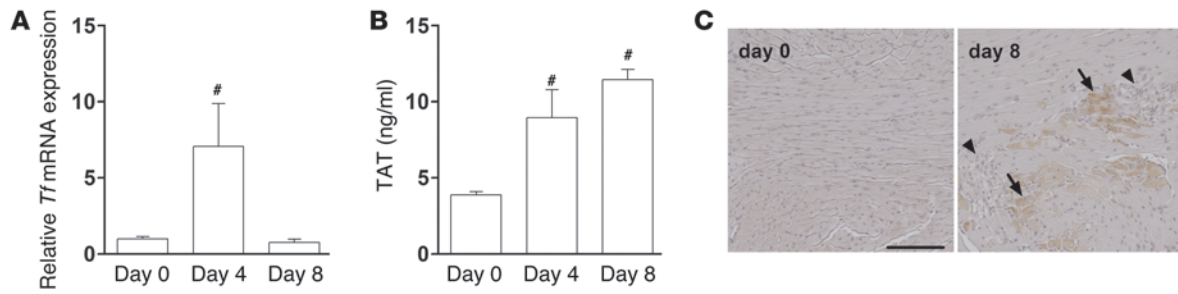 A
Relative Tf mRNA expression
15
10
5
0
#
Day 0 Day 4 Day 8
B
TAT (ng/ml)
15
10
5
0
# #
Day 0 Day 4 Day 8
C
day 0 day 8